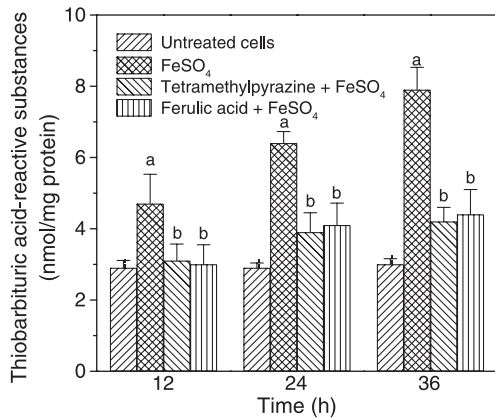 Thiobarbituric acid-reactive substances
(nmol/mg protein)
10
8
6
4
2
0
Untreated cells
FeSO₄
Tetramethylpyrazine + FeSO₄
Ferulic acid + FeSO₄
a
b
b
a
b
b
a
b
b
12
24
36
Time (h)